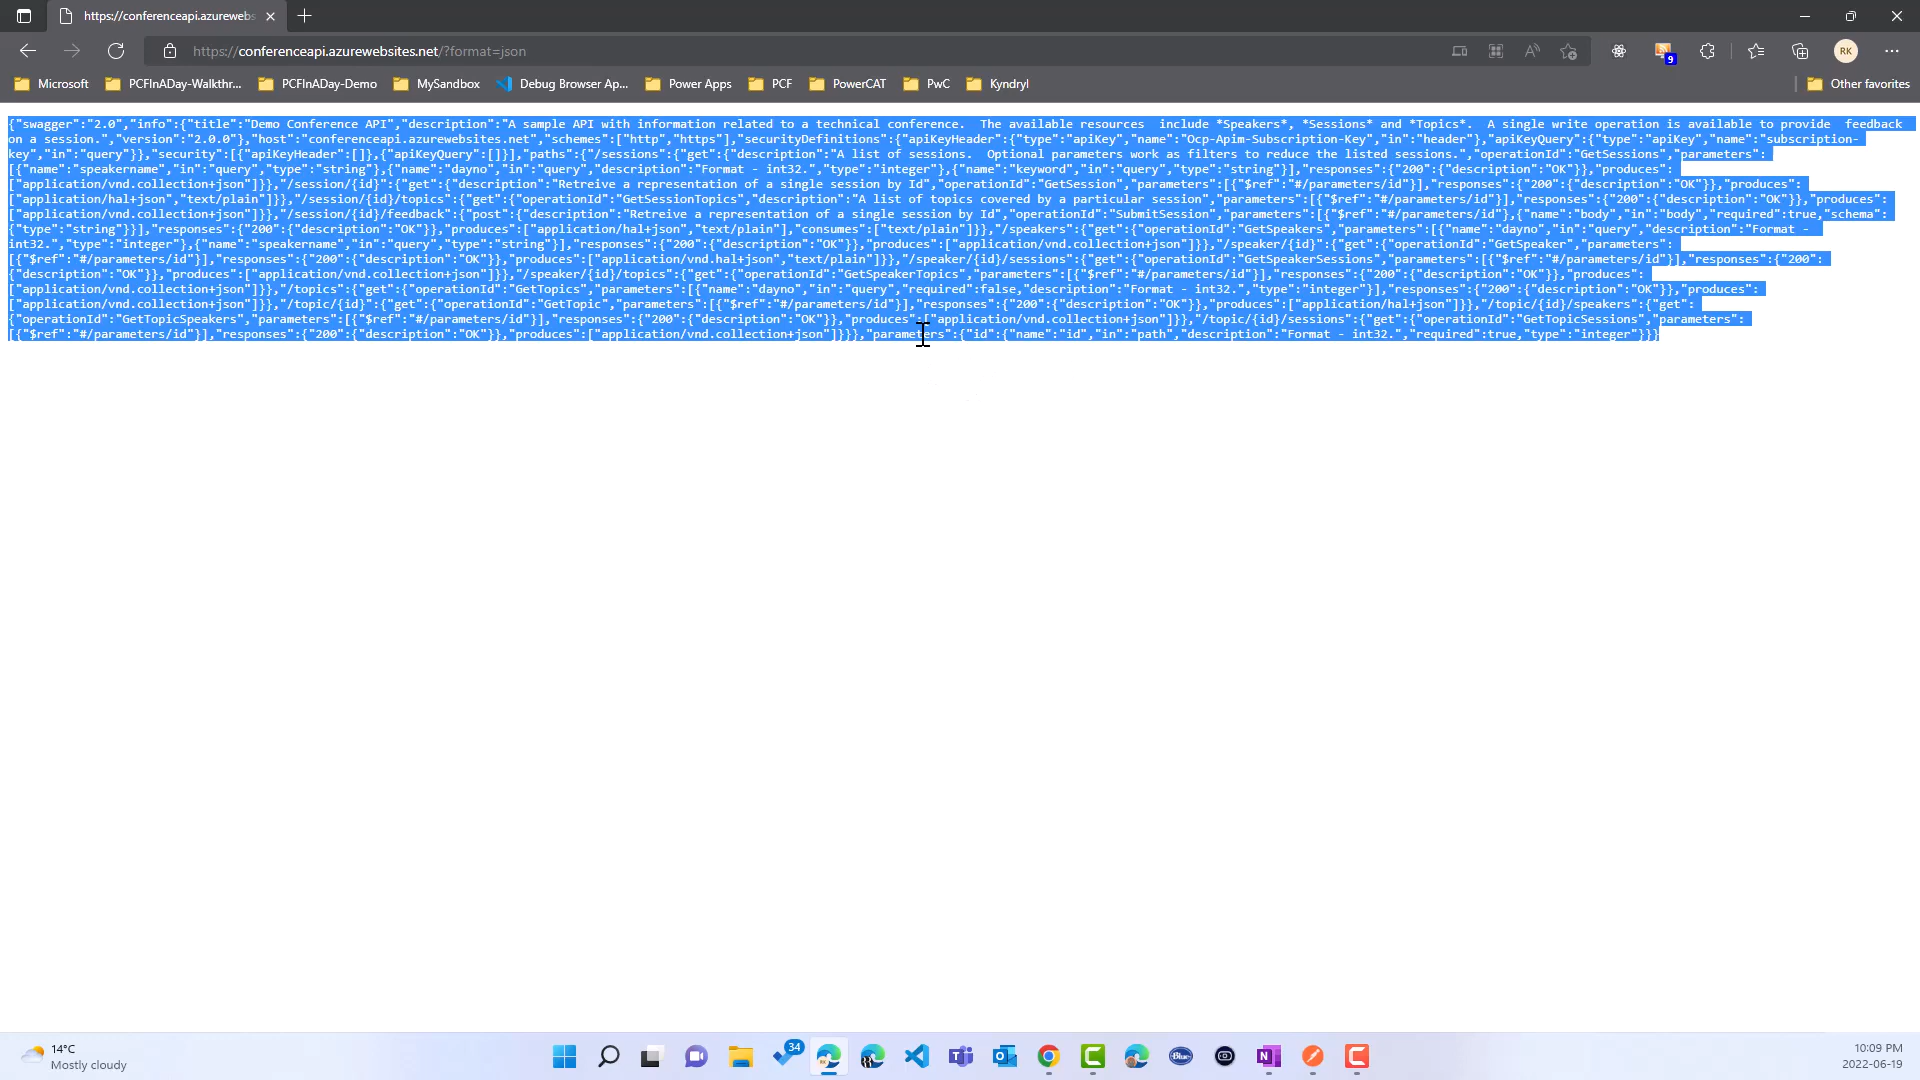 https://conferenceapi.azurewebs
https://conferenceapi.azurewebsites.net/?format=json
9
RK
Microsoft
PCFInADay-Walkthr...
PCFInADay-Demo
MySandbox
Debug Browser Ap...
Power Apps
PCF
PowerCAT
PwC
Kyndryl
Other favorites
{"swagger":"2.0","info":{"title":"Demo Conference API","description":"A sample API with information related to a technical conference.  The available resources  include *Speakers*, *Sessions* and *Topics*.  A single write operation is available to provide  feedback
on a session.","version":"2.0.0"},"host":"conferenceapi.azurewebsites.net","schemes":["http","https"],"securityDefinitions":{"apiKeyHeader":{"type":"apiKey","name":"Ocp-Apim-Subscription-Key","in":"header"},"apiKeyQuery":{"type":"apiKey","name":"subscription-
key","in":"query"}},"security":[{"apiKeyHeader":[]},{"apiKeyQuery":[]}],"paths":{"/sessions":{"get":{"description":"A list of sessions.  Optional parameters work as filters to reduce the listed sessions.","operationId":"GetSessions","parameters":
[{"name":"speakername","in":"query","type":"string"},{"name":"dayno","in":"query","description":"Format - int32.","type":"integer"},{"name":"keyword","in":"query","type":"string"}],"responses":{"200":{"description":"OK"}},"produces":
["application/vnd.collection+json"]}},"/session/{id}":{"get":{"description":"Retreive a representation of a single session by Id","operationId":"GetSession","parameters":[{"$ref":"#/parameters/id"}],"responses":{"200":{"description":"OK"}},"produces":
["application/hal+json","text/plain"]}},"/session/{id}/topics":{"get":{"operationId":"GetSessionTopics","description":"A list of topics covered by a particular session","parameters":[{"$ref":"#/parameters/id"}],"responses":{"200":{"description":"OK"}},"produces":
["application/vnd.collection+json"]}},"/session/{id}/feedback":{"post":{"description":"Retreive a representation of a single session by Id","operationId":"SubmitSession","parameters":[{"$ref":"#/parameters/id"},{"name":"body","in":"body","required":true,"schema":
{"type":"string"}}],"responses":{"200":{"description":"OK"}},"produces":["application/hal+json","text/plain"],"consumes":["text/plain"]}},"/speakers":{"get":{"operationId":"GetSpeakers","parameters":[{"name":"dayno","in":"query","description":"Format -
int32.","type":"integer"},{"name":"speakername","in":"query","type":"string"}],"responses":{"200":{"description":"OK"}},"produces":["application/vnd.collection+json"]}},"/speaker/{id}":{"get":{"operationId":"GetSpeaker","parameters":
[{"$ref":"#/parameters/id"}],"responses":{"200":{"description":"OK"}},"produces":["application/vnd.hal+json","text/plain"]}},"/speaker/{id}/sessions":{"get":{"operationId":"GetSpeakerSessions","parameters":[{"$ref":"#/parameters/id"}],"responses":{"200":
{"description":"OK"}},"produces":["application/vnd.collection+json"]}},"/speaker/{id}/topics":{"get":{"operationId":"GetSpeakerTopics","parameters":[{"$ref":"#/parameters/id"}],"responses":{"200":{"description":"OK"}},"produces":
["application/vnd.collection+json"]}},"/topics":{"get":{"operationId":"GetTopics","parameters":[{"name":"dayno","in":"query","required":false,"description":"Format - int32.","type":"integer"}],"responses":{"200":{"description":"OK"}},"produces":
["application/vnd.collection+json"]}},"/topic/{id}":{"get":{"operationId":"GetTopic","parameters":[{"$ref":"#/parameters/id"}],"responses":{"200":{"description":"OK"}},"produces":["application/hal+json"]}},"/topic/{id}/speakers":{"get":
{"operationId":"GetTopicSpeakers","parameters":[{"$ref":"#/parameters/id"}],"responses":{"200":{"description":"OK"}},"produces":["application/vnd.collection+json"]}},"/topic/{id}/sessions":{"get":{"operationId":"GetTopicSessions","parameters":
[{"$ref":"#/parameters/id"}],"responses":{"200":{"description":"OK"}},"produces":["application/vnd.collection+json"]}}},"parameters":{"id":{"name":"id","in":"path","description":"Format - int32.","required":true,"type":"integer"}}}
14°C
Mostly cloudy
34
Blue
10:09 PM
2022-06-19